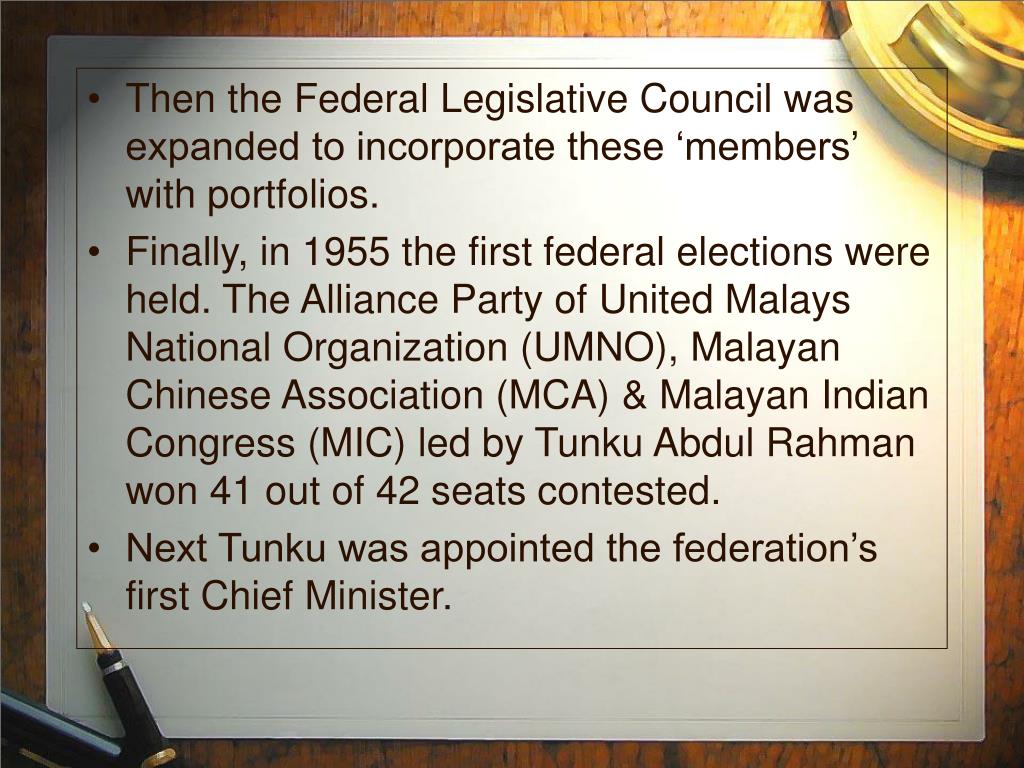 • Then the Federal Legislative Council was
expanded to incorporate these ‘members’
with portfolios.
• Finally, in 1955 the first federal elections were
held. The Alliance Party of United Malays
National Organization (UMNO), Malayan
Chinese Association (MCA) & Malayan Indian
Congress (MIC) led by Tunku Abdul Rahman
won 41 out of 42 seats contested.
• Next Tunku was appointed the federation’s
first Chief Minister.